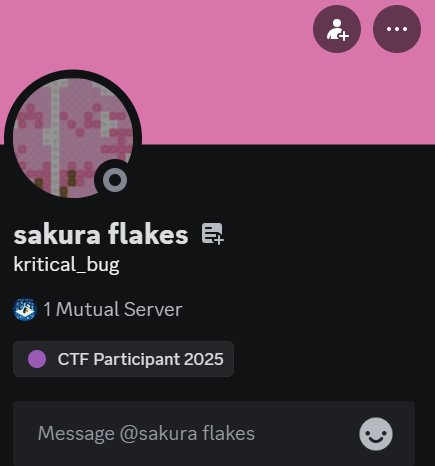 sakura flakes
kritical_bug
1 Mutual Server
CTF Participant 2025
Message @sakura flakes